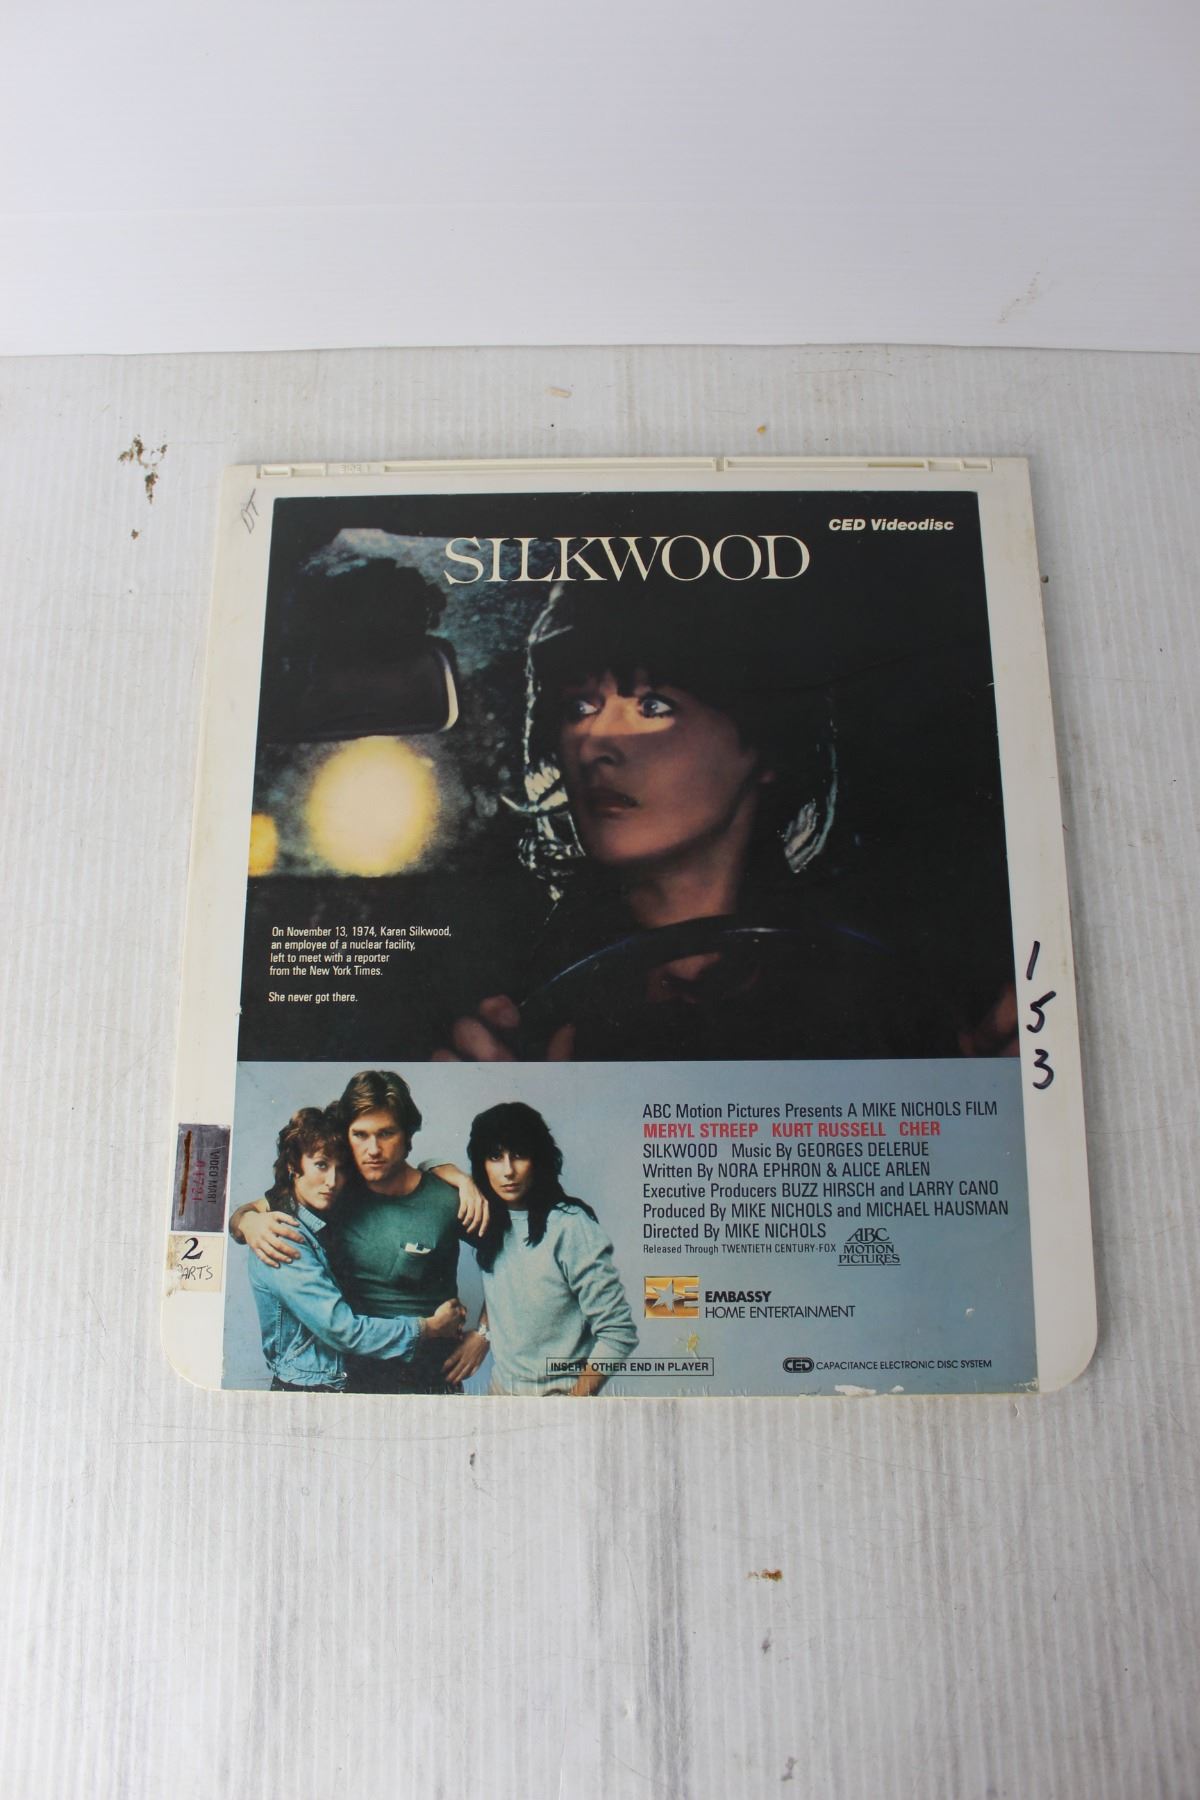 SIDE 1
DT
CED Videodisc
SILKWOOD
On November 13, 1974, Karen Silkwood,
an employee of a nuclear facility,
left to meet with a reporter
from the New York Times.
She never got there.
1
5
3
ABC Motion Pictures Presents A MIKE NICHOLS FILM
MERYL STREEP KURT RUSSELL CHER
SILKWOOD Music By GEORGES DELERUE
Written By NORA EPHRON & ALICE ARLEN
Executive Producers BUZZ HIRSCH and LARRY CANO
Produced By MIKE NICHOLS and MICHAEL HAUSMAN
Directed By MIKE NICHOLS
Released Through TWENTIETH CENTURY-FOX
ABC
MOTION
PICTURES
VIDEO MART
2
ARTS
EMBASSY
HOME ENTERTAINMENT
INSERT OTHER END IN PLAYER
CED CAPACITANCE ELECTRONIC DISC SYSTEM